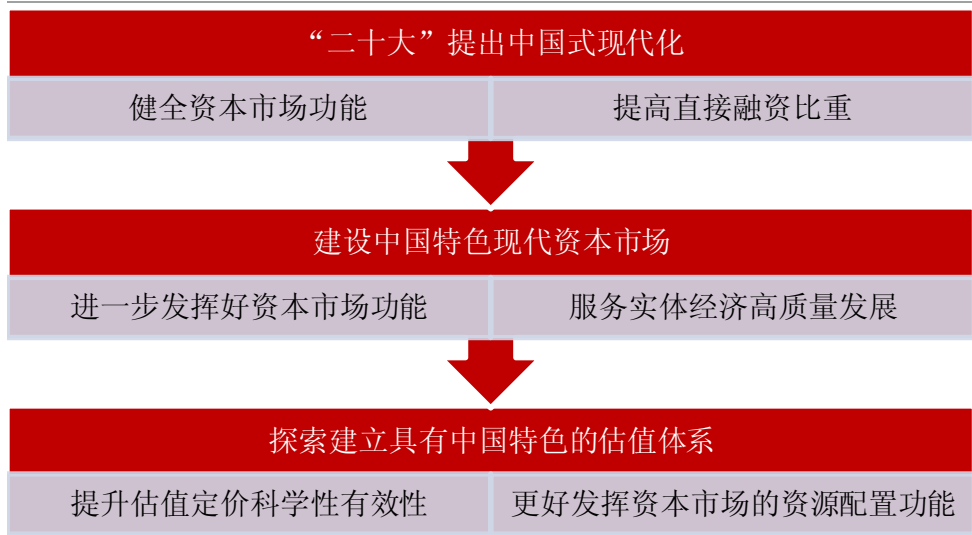 “二十大”提出中国式现代化
健全资本市场功能
提高直接融资比重
建设中国特色现代资本市场
进一步发挥好资本市场功能
服务实体经济高质量发展
探索建立具有中国特色的估值体系
提升估值定价科学性有效性
更好发挥资本市场的资源配置功能